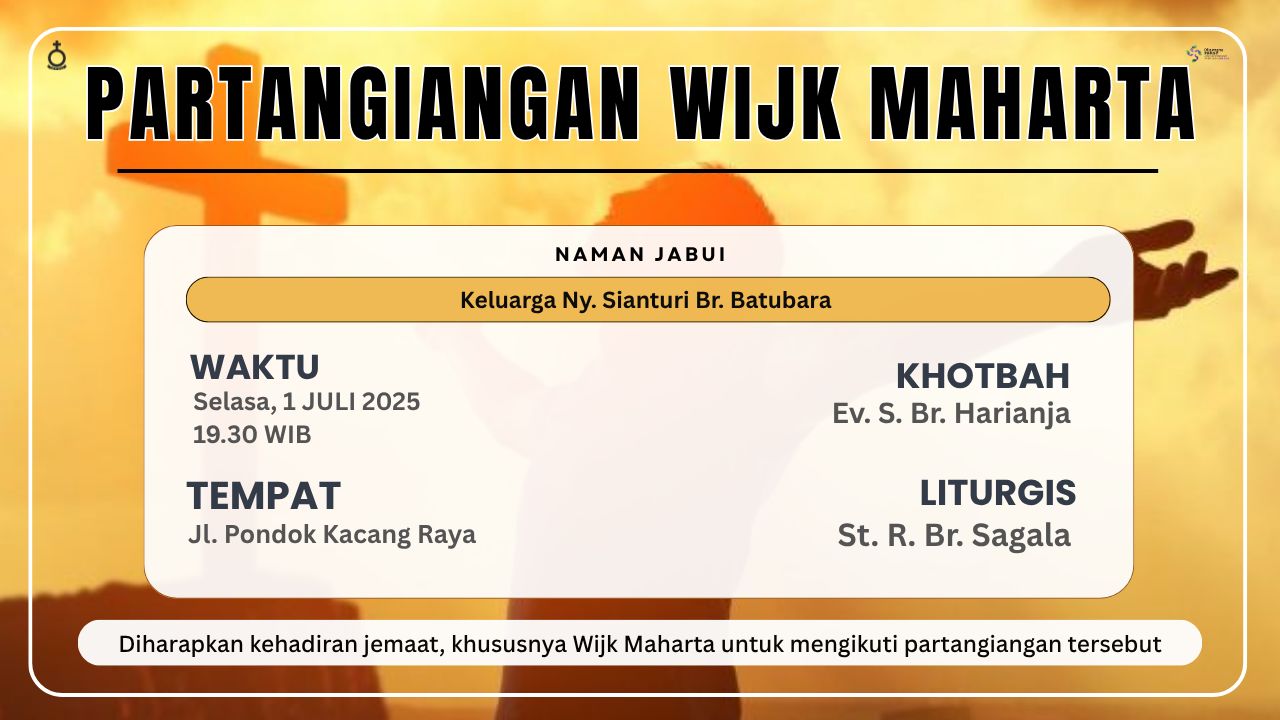 PARTANGIANGAN WIJK MAHARTA
NAMAN JABUI
Keluarga Ny. Sianturi Br. Batubara
WAKTU
Selasa, 1 JULI 2025
19.30 WIB
KHOTBAH
Ev. S. Br. Harianja
TEMPAT
Jl. Pondok Kacang Raya
LITURGIS
St. R. Br. Sagala
Diharapkan kehadiran jemaat, khususnya Wijk Maharta untuk mengikuti partangiangan tersebut